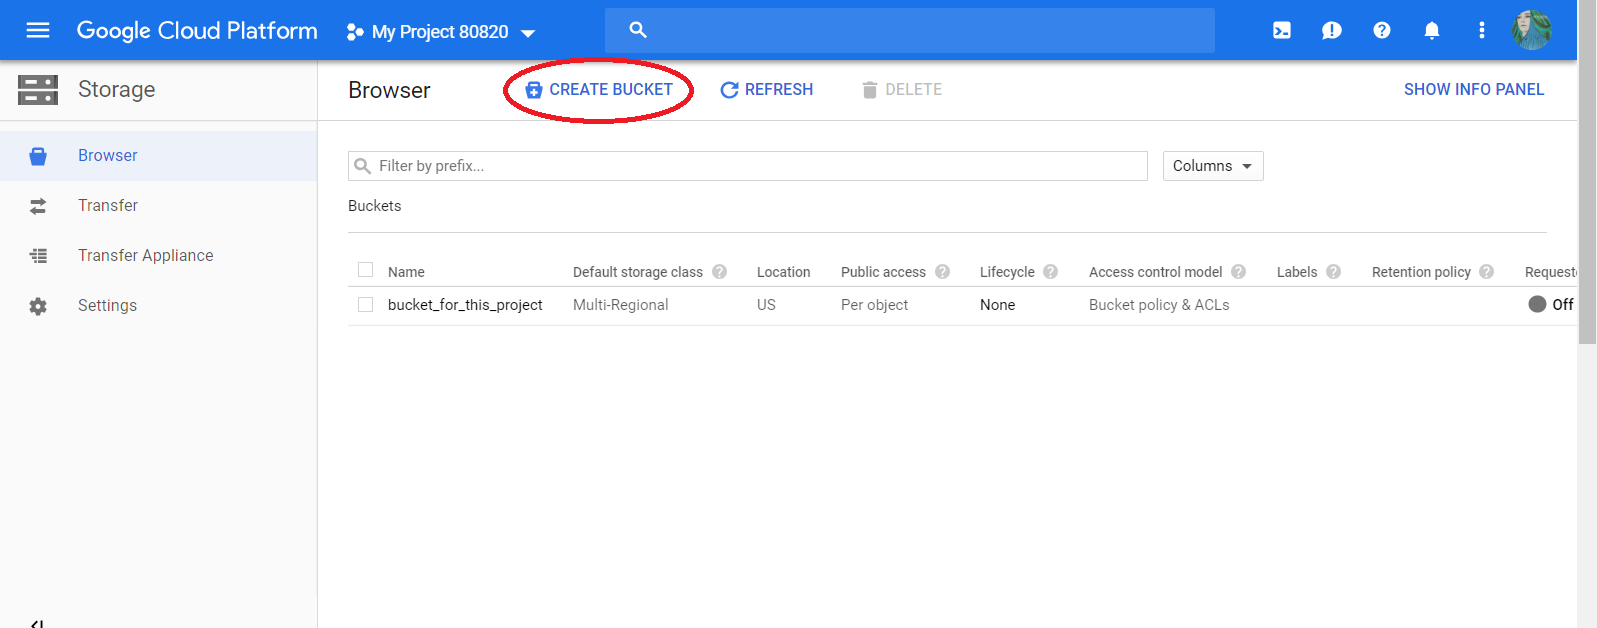 Google Cloud Platform My Project 80820
Storage
Browser CREATE BUCKET REFRESH DELETE SHOW INFO PANEL
Browser
Transfer
Transfer Appliance
Settings
Filter by prefix... Columns
Buckets
Name Default storage class Location Public access Lifecycle Access control model Labels Retention policy Requeste
bucket_for_this_project Multi-Regional US Per object None Bucket policy & ACLs Off